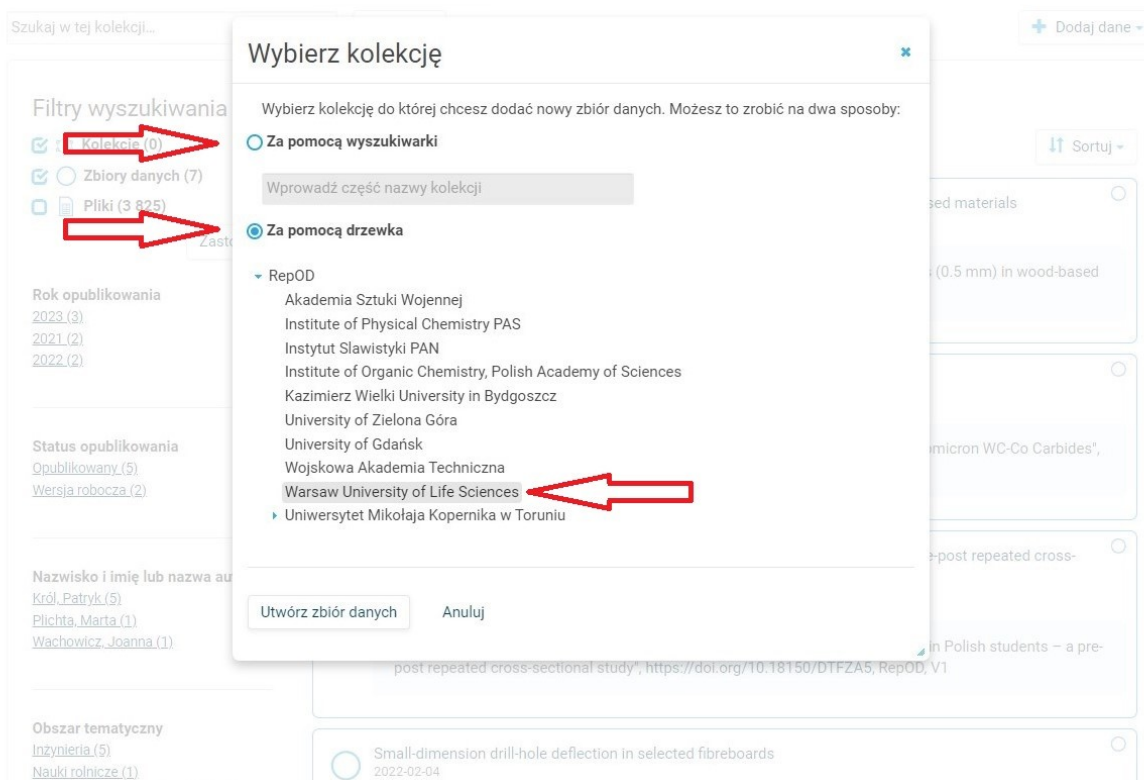 Szukaj w tej kolekcji...
Dodaj dane
Wybierz kolekcję
Wybierz kolekcję do której chcesz dodać nowy zbiór danych. Możesz to zrobić na dwa sposoby:
Za pomocą wyszukiwarki
Wprowadź część nazwy kolekcji
Za pomocą drzewka
RepOD
Akademia Sztuki Wojennej
Institute of Physical Chemistry PAS
Instytut Slawistyki PAN
Institute of Organic Chemistry, Polish Academy of Sciences
Kazimierz Wielki University in Bydgoszcz
University of Zielona Góra
University of Gdańsk
Wojskowa Akademia Techniczna
Warsaw University of Life Sciences
Uniwersytet Mikołaja Kopernika w Toruniu
Utwórz zbiór danych Anuluj
Filtry wyszukiwania
Kolekcje (0)
Zbiory danych (7)
Pliki (3 825)
Zasto
Rok opublikowania
2023 (3)
2021 (2)
2022 (2)
Status opublikowania
Opublikowany (5)
Wersja robocza (2)
Nazwisko i imię lub nazwa au
Król, Patryk (5)
Plichta, Marta (1)
Wachowicz, Joanna (1)
Obszar tematyczny
Inżynieria (5)
Nauki rolnicze (1)
Sortuj
sed materials
(0.5 mm) in wood-based
omicron WC-Co Carbides",
e-post repeated cross-
in Polish students – a pre-
post repeated cross-sectional study", https://doi.org/10.18150/DTFZA5, RepOD, V1
Small-dimension drill-hole deflection in selected fibreboards
2022-02-04